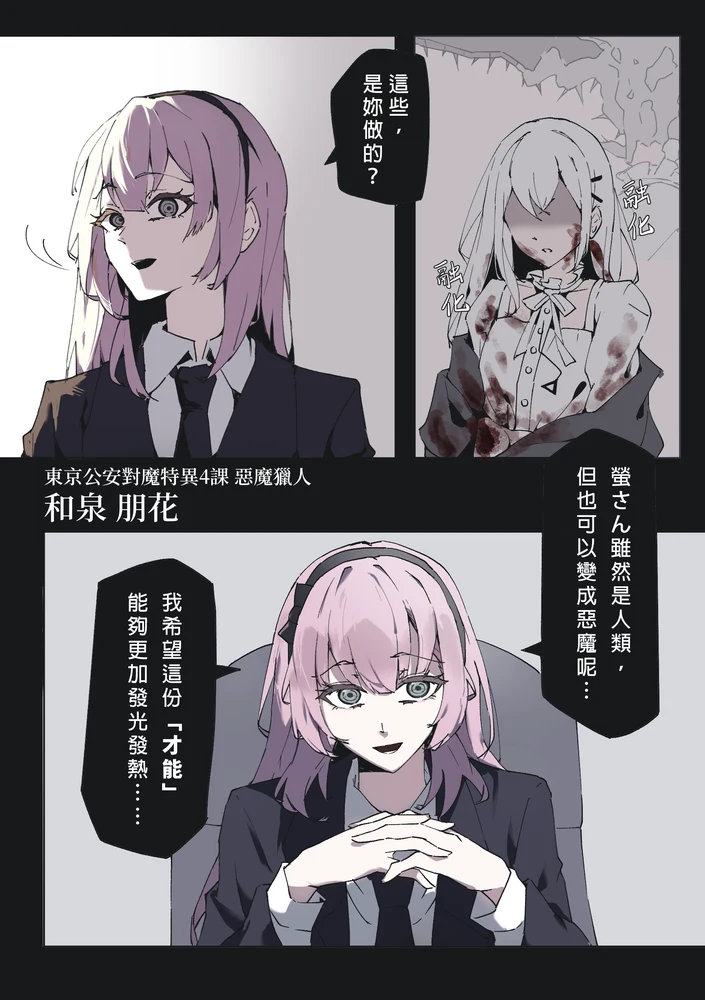 這些，
是妳做的？
融化
融化
東京公安對魔特異4課 惡魔獵人
和泉 朋花
螢さん雖然是人類，
但也可以變成惡魔呢…
我希望這份「才能」
能夠更加發光發熱……